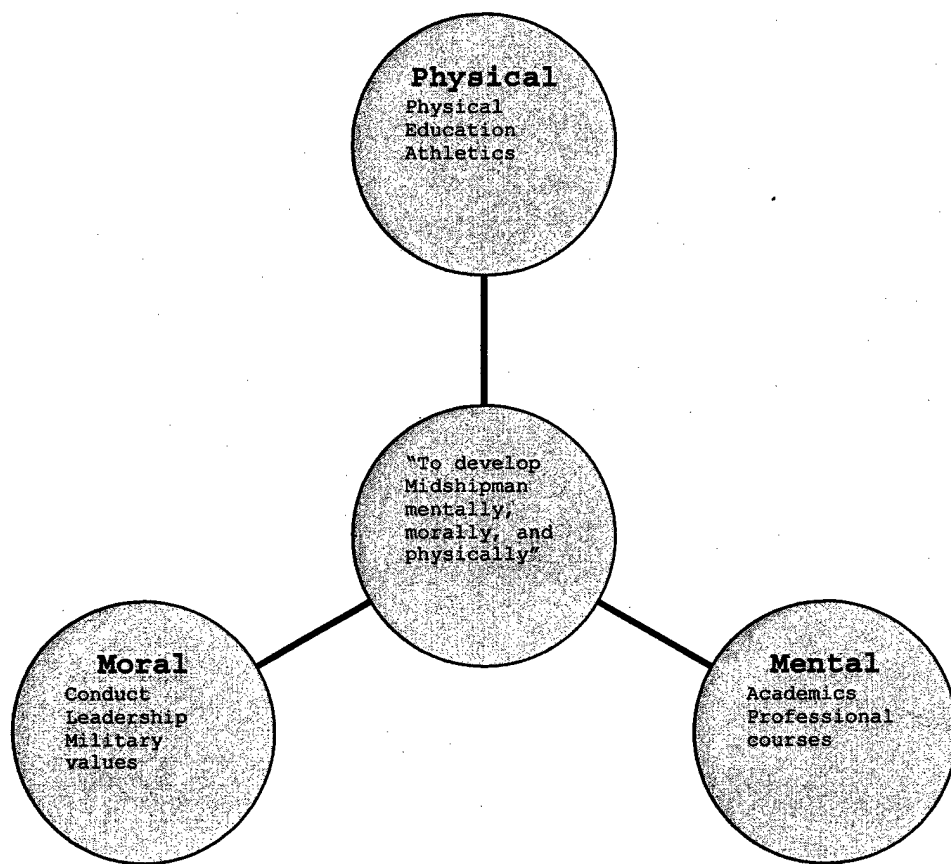 Physical
Physical
Education
Athletics
“To develop
Midshipman
mentally,
morally, and
physically”
Moral
Conduct
Leadership
Military
values
Mental
Academics
Professional
courses